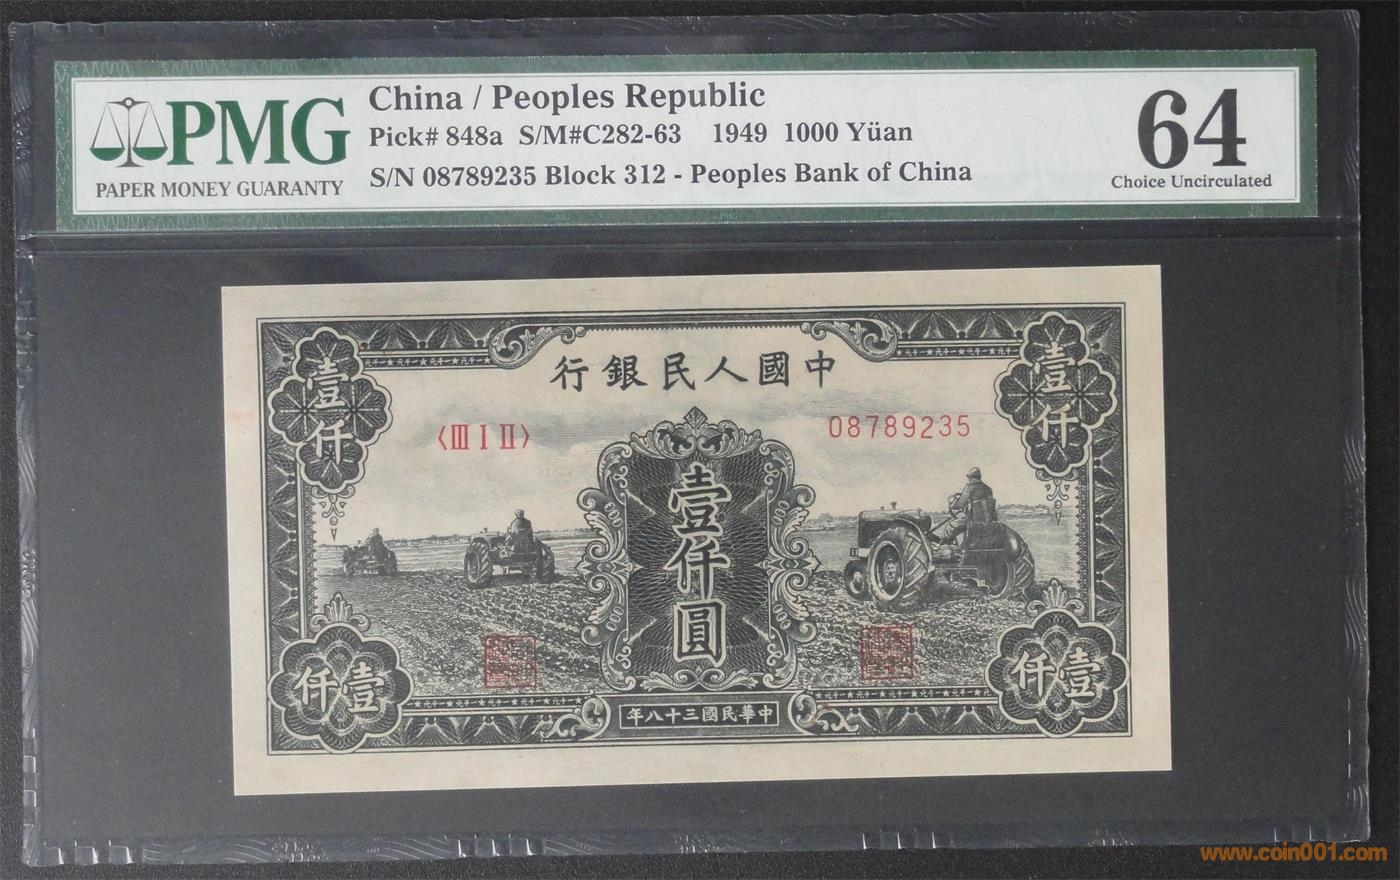 PMG
PAPER MONEY GUARANTY
China / Peoples Republic
Pick# 848a S/M#C282-63 1949 1000 Yüan
S/N 08789235 Block 312 - Peoples Bank of China
64
Choice Uncirculated
行銀民人國中
壹仟
壹仟
〈III I II〉
08789235
壹仟圓
仟壹
仟壹
年八十三國民華中
www.coin001.com